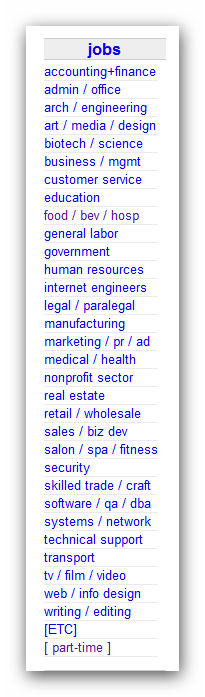 jobs
accounting+finance
admin / office
arch / engineering
art / media / design
biotech / science
business / mgmt
customer service
education
food / bev / hosp
general labor
government
human resources
internet engineers
legal / paralegal
manufacturing
marketing / pr / ad
medical / health
nonprofit sector
real estate
retail / wholesale
sales / biz dev
salon / spa / fitness
security
skilled trade / craft
software / qa / dba
systems / network
technical support
transport
tv / film / video
web / info design
writing / editing
[ETC]
[ part-time ]